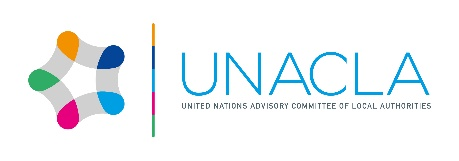 UNACLA
UNITED NATIONS ADVISORY COMMITTEE OF LOCAL AUTHORITIES